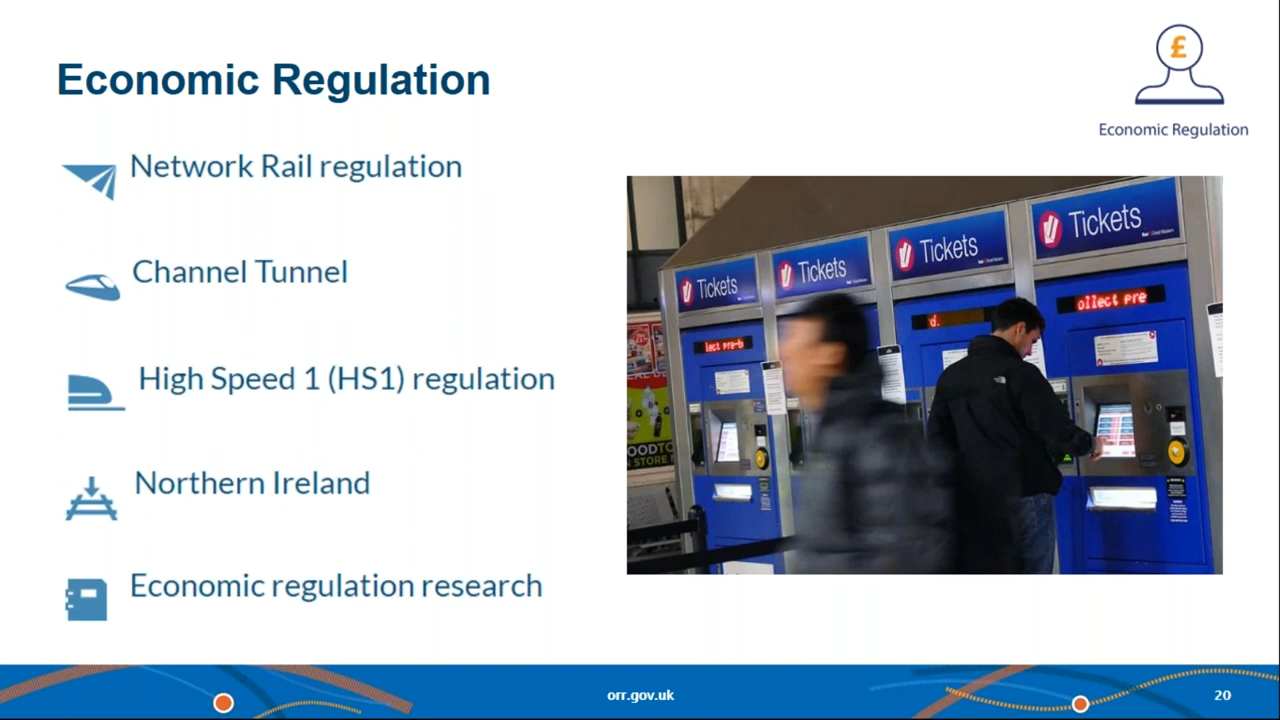 Economic Regulation
£
Economic Regulation
Network Rail regulation
Channel Tunnel
High Speed 1 (HS1) regulation
Northern Ireland
Economic regulation research
Tickets
Tickets
Tickets
Tickets
lect pre-b
d.
ollect pre
orr.gov.uk
20